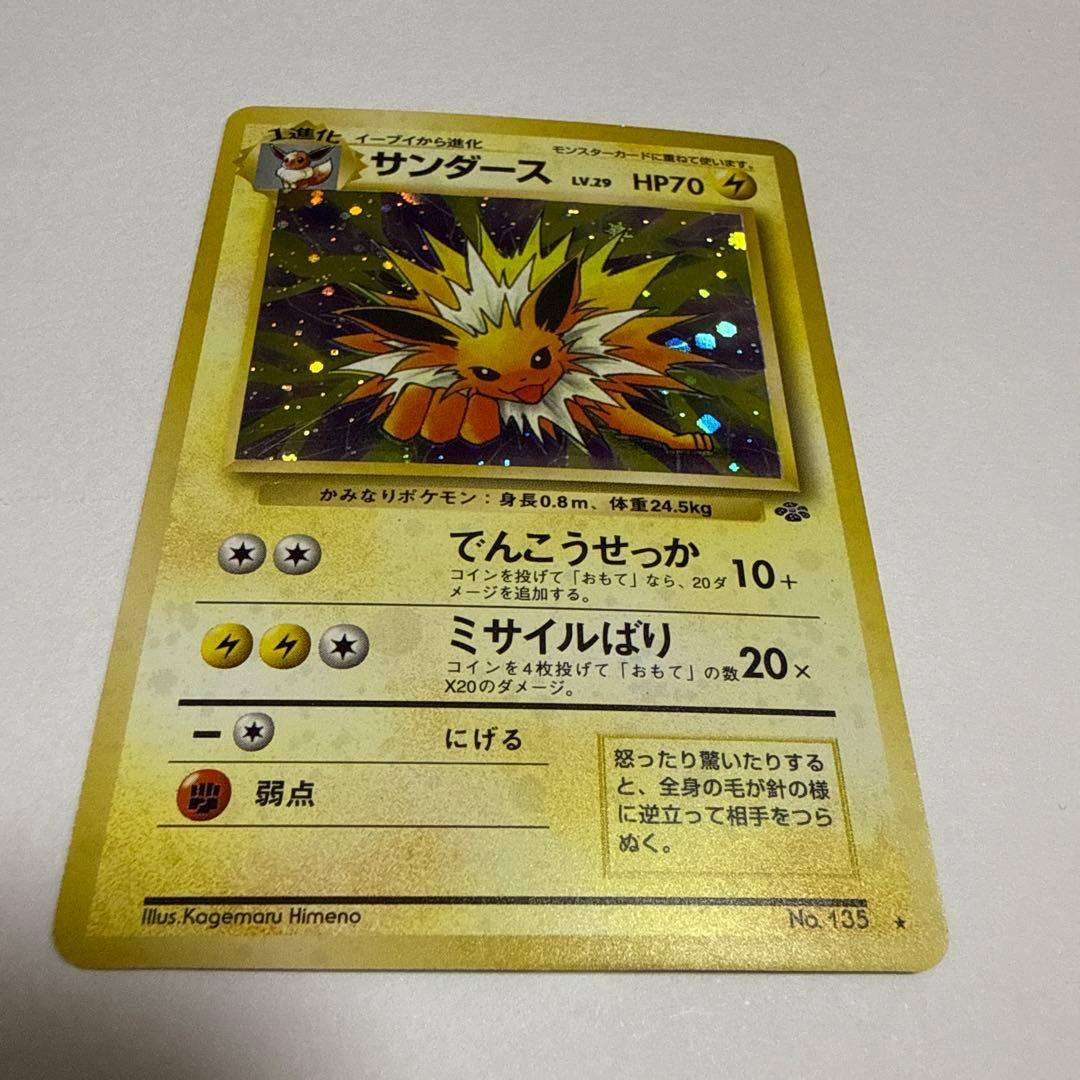 1進化 イーブイから進化 モンスターカードに重ねて使います。
サンダース LV.29 HP70
かみなりポケモン：身長0.8m、体重24.5kg
でんこうせっか 10+
コインを投げて「おもて」なら、20ダ
メージを追加する。
ミサイルばり 20×
コインを4枚投げて「おもて」の数
X20のダメージ。
ー にげる
弱点
怒ったり驚いたりする
と、全身の毛が針の様
に逆立って相手をつら
ぬく。
Illus.Kagemaru Himeno No. 135 ★